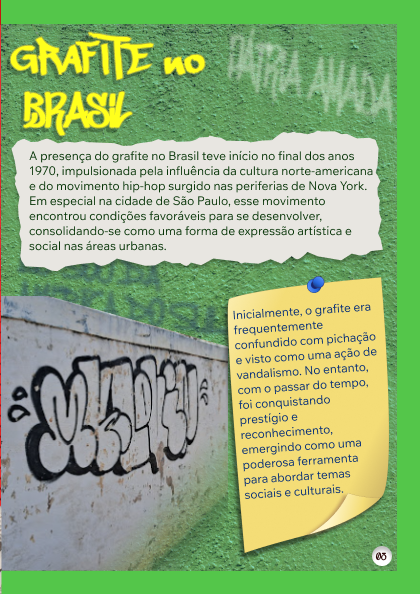 GRAFITE no
BRASIL
PÁTRIA AMADA
A presença do grafite no Brasil teve início no final dos anos
1970, impulsionada pela influência da cultura norte-americana
e do movimento hip-hop surgido nas periferias de Nova York.
Em especial na cidade de São Paulo, esse movimento
encontrou condições favoráveis para se desenvolver,
consolidando-se como uma forma de expressão artística e
social nas áreas urbanas.
Inicialmente, o grafite era
frequentemente
confundido com pichação
e visto como uma ação de
vandalismo. No entanto,
com o passar do tempo,
foi conquistando
prestígio e
reconhecimento,
emergindo como uma
poderosa ferramenta
para abordar temas
sociais e culturais.
03